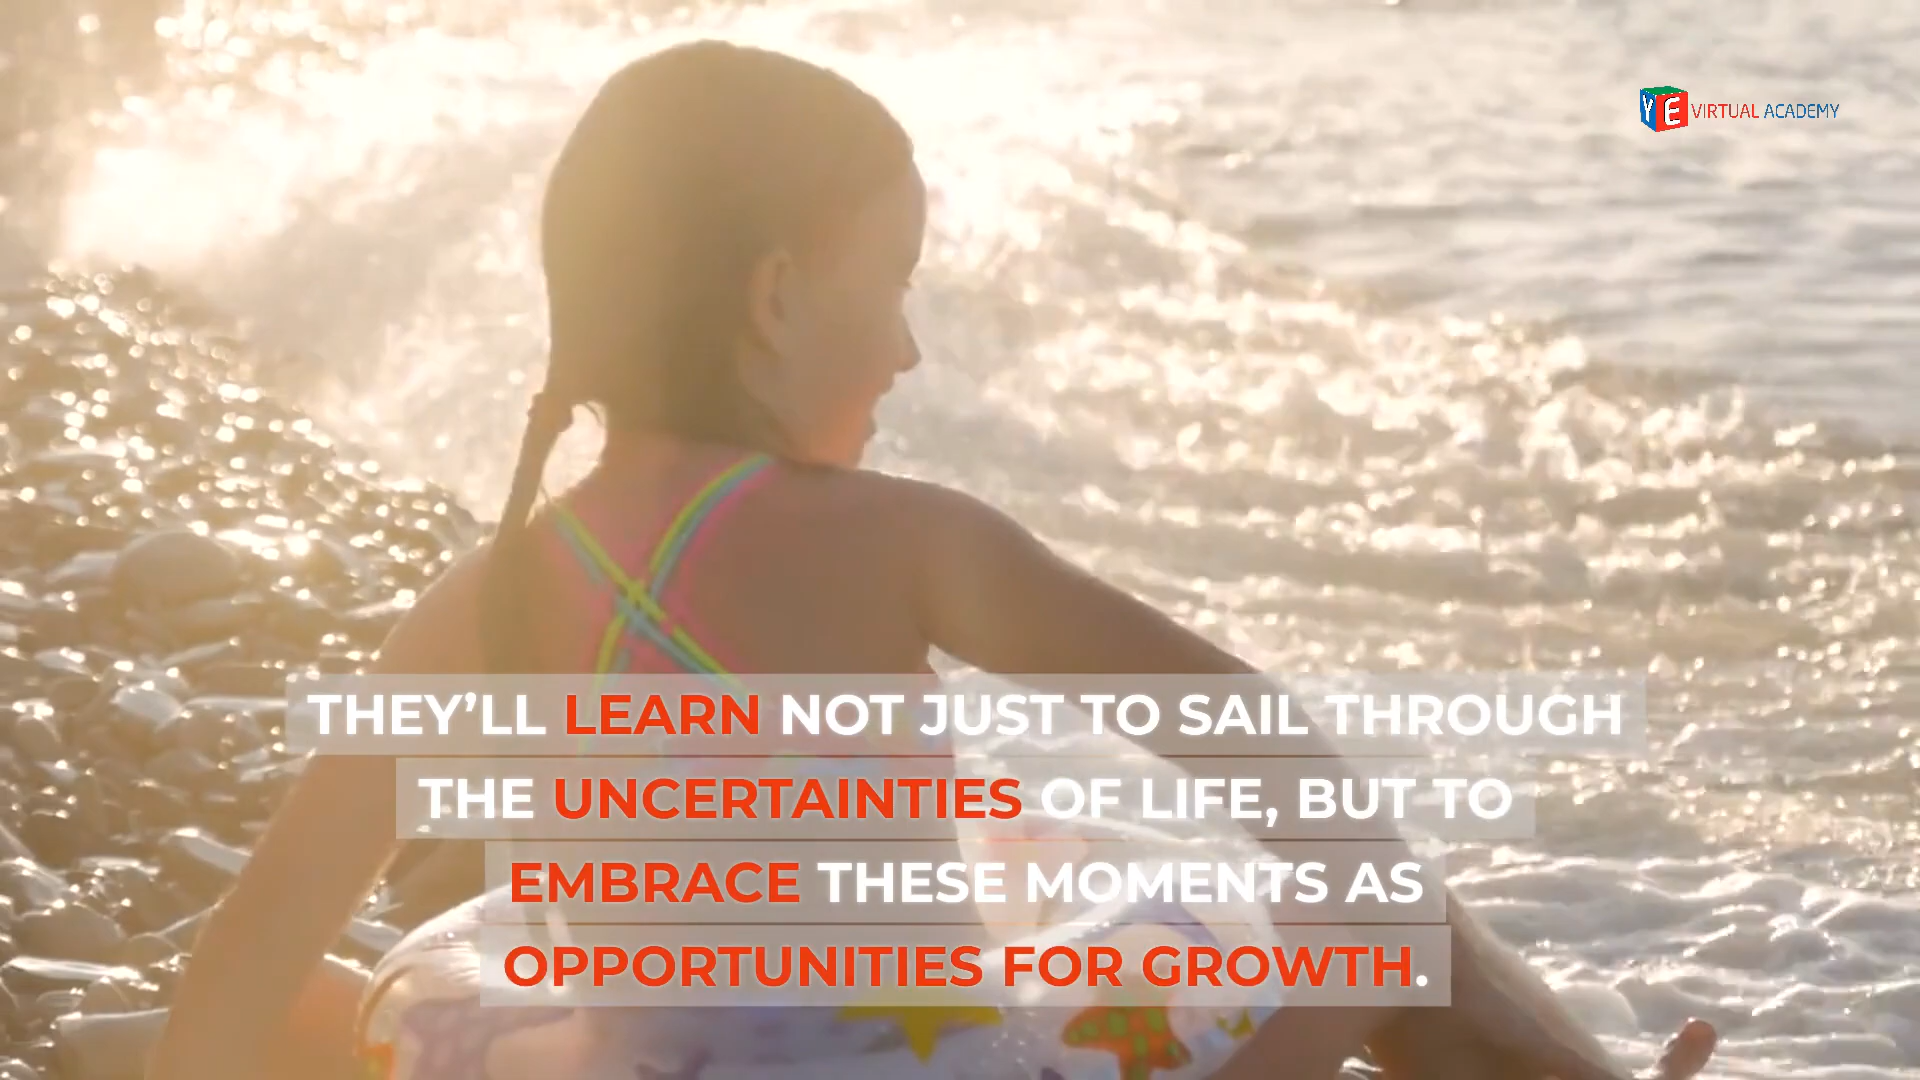 YE VIRTUAL ACADEMY
THEY’LL LEARN NOT JUST TO SAIL THROUGH
THE UNCERTAINTIES OF LIFE, BUT TO
EMBRACE THESE MOMENTS AS
OPPORTUNITIES FOR GROWTH.